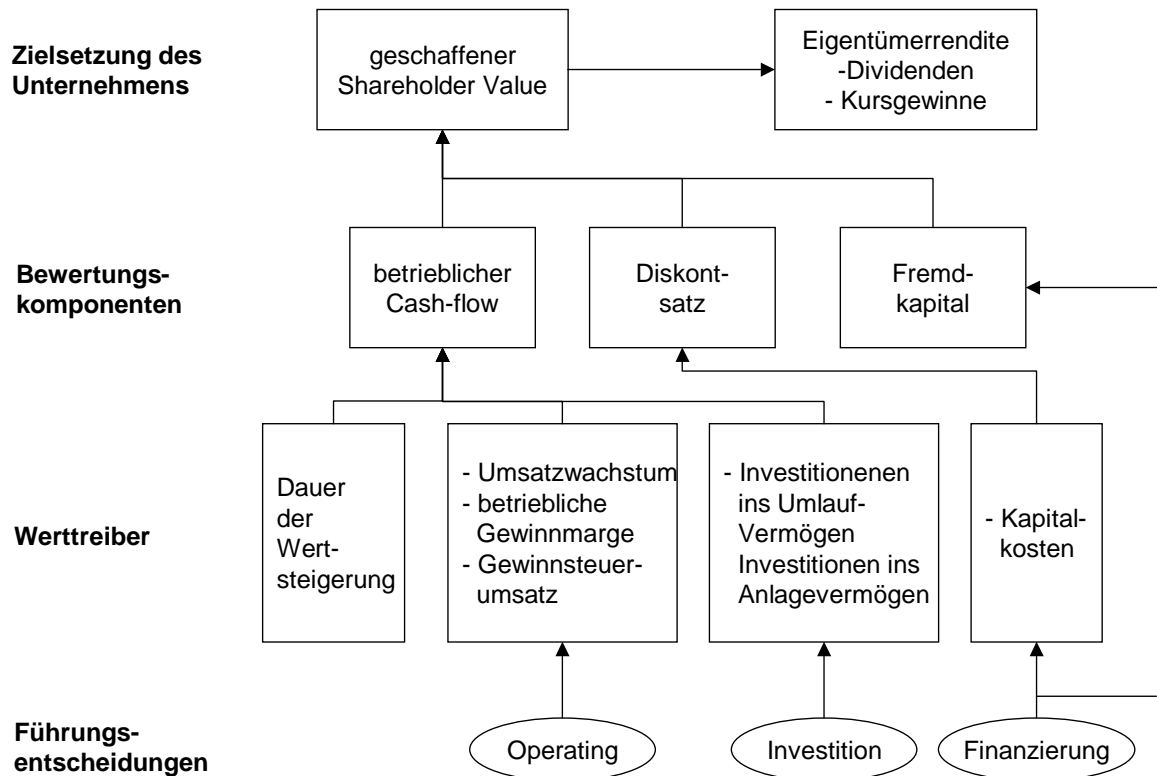 Zielsetzung des
Unternehmens
geschaffener
Shareholder Value
Eigentümerrendite
-Dividenden
- Kursgewinne
Bewertungs-
komponenten
betrieblicher
Cash-flow
Diskont-
satz
Fremd-
kapital
Werttreiber
Dauer
der
Wert-
steigerung
- Umsatzwachstum
- betriebliche
Gewinnmarge
- Gewinnsteuer-
umsatz
- Investitionenen
ins Umlauf-
Vermögen
Investitionen ins
Anlagevermögen
- Kapital-
kosten
Führungs-
entscheidungen
Operating
Investition
Finanzierung